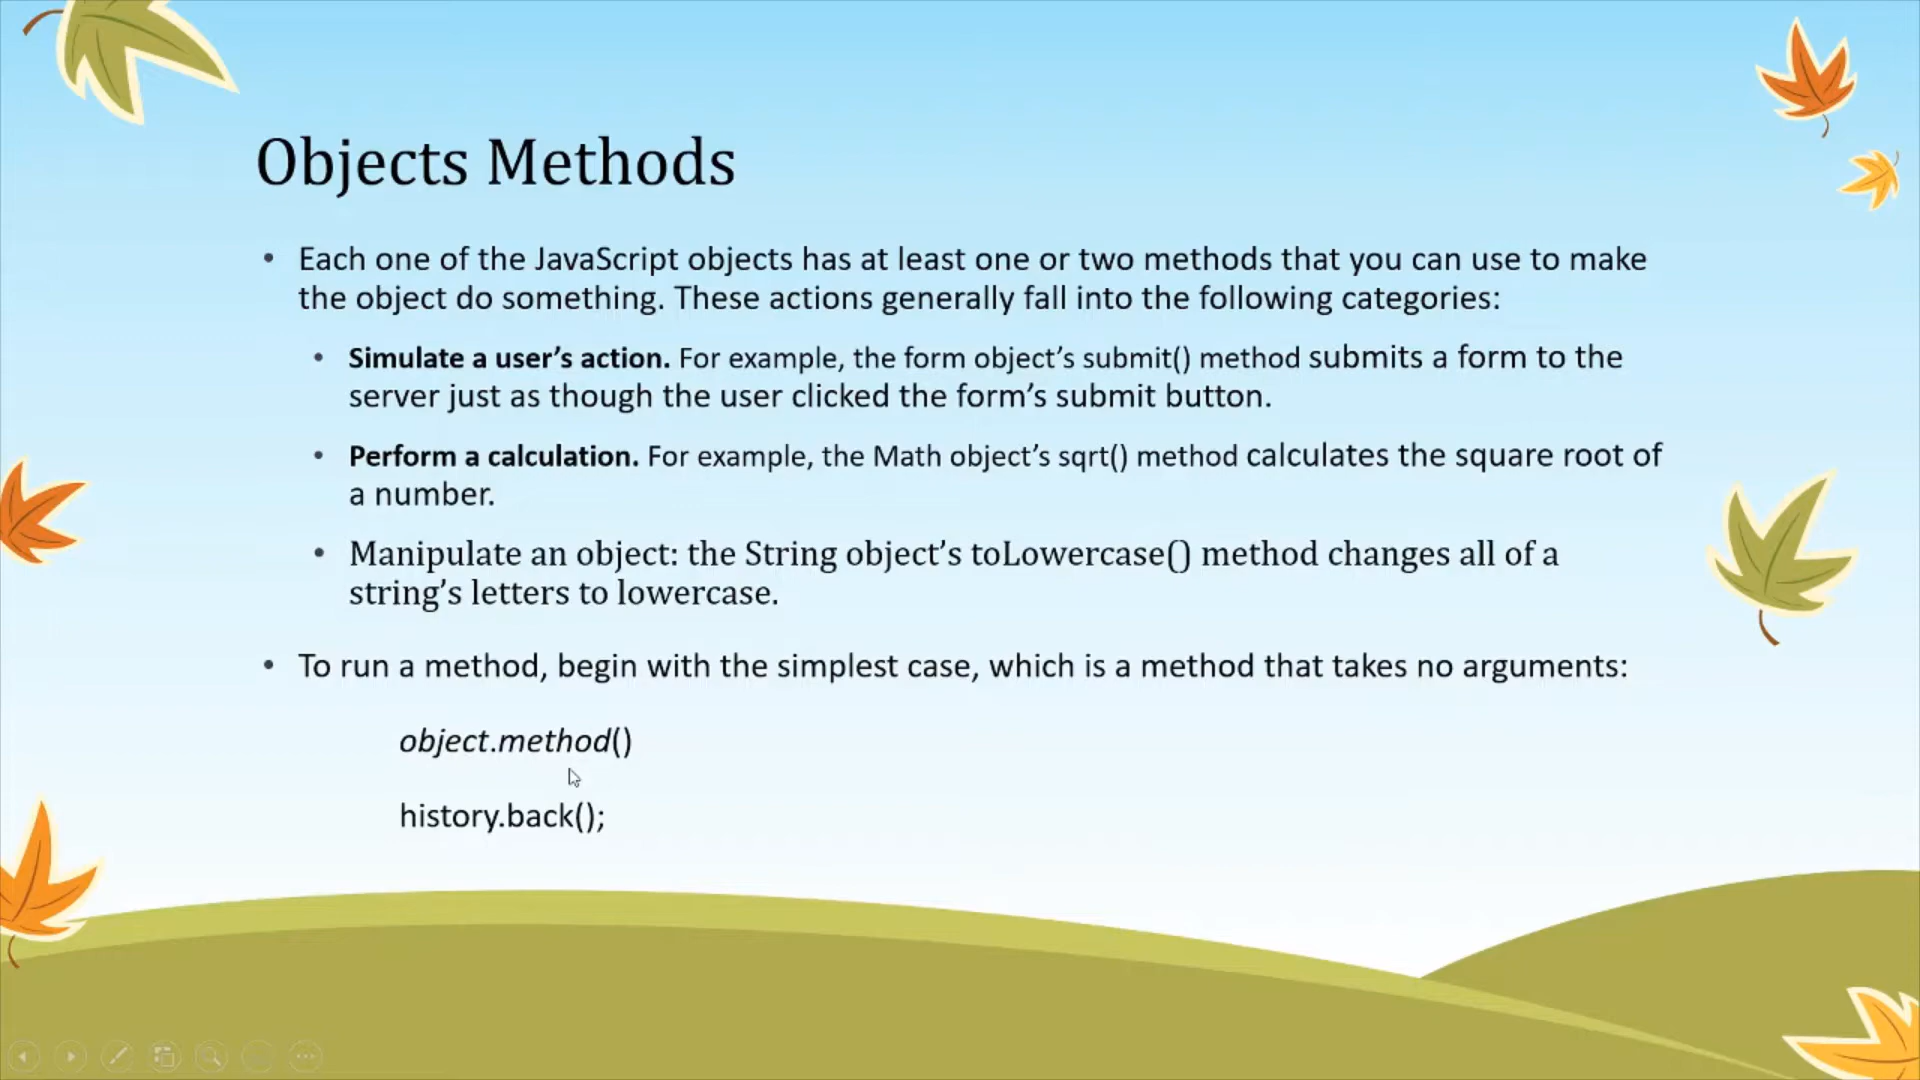 Objects Methods
• Each one of the JavaScript objects has at least one or two methods that you can use to make
the object do something. These actions generally fall into the following categories:
• Simulate a user’s action. For example, the form object’s submit() method submits a form to the
server just as though the user clicked the form’s submit button.
• Perform a calculation. For example, the Math object’s sqrt() method calculates the square root of
a number.
• Manipulate an object: the String object’s toLowercase() method changes all of a
string’s letters to lowercase.
• To run a method, begin with the simplest case, which is a method that takes no arguments:
object.method()
history.back();